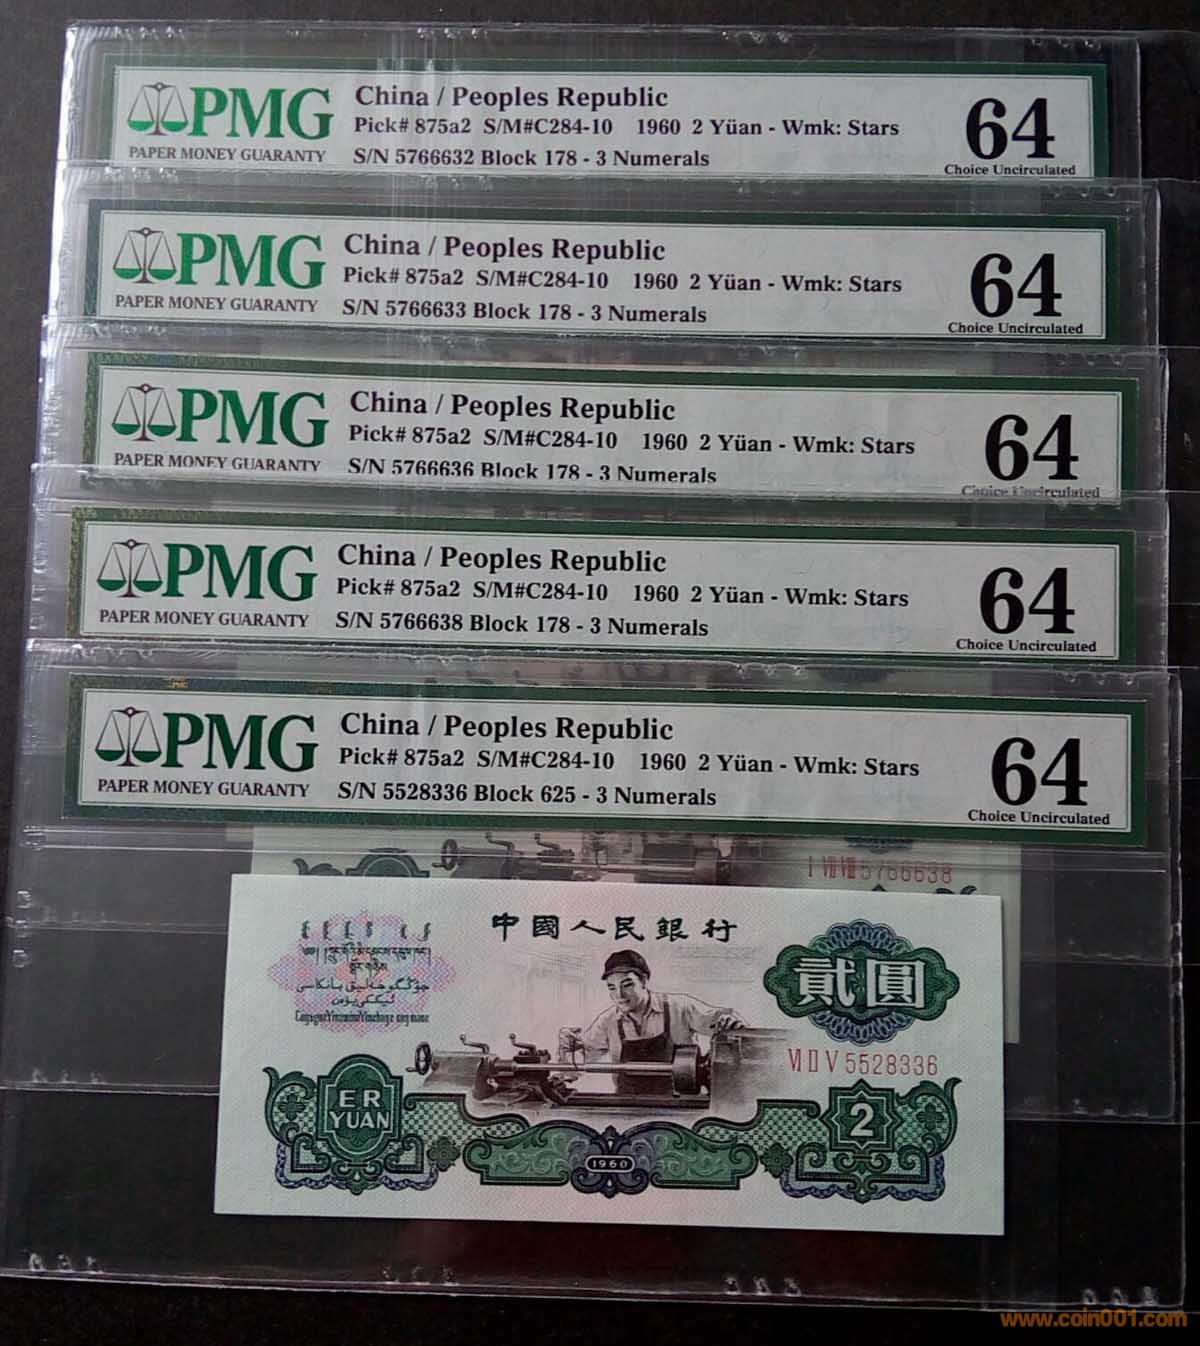 PMG
PAPER MONEY GUARANTY
China / Peoples Republic
Pick# 875a2 S/M#C284-10 1960 2 Yüan - Wmk: Stars
S/N 5766632 Block 178 - 3 Numerals
64
Choice Uncirculated
PMG
PAPER MONEY GUARANTY
China / Peoples Republic
Pick# 875a2 S/M#C284-10 1960 2 Yüan - Wmk: Stars
S/N 5766633 Block 178 - 3 Numerals
64
Choice Uncirculated
PMG
PAPER MONEY GUARANTY
China / Peoples Republic
Pick# 875a2 S/M#C284-10 1960 2 Yüan - Wmk: Stars
S/N 5766636 Block 178 - 3 Numerals
64
Choice Uncirculated
PMG
PAPER MONEY GUARANTY
China / Peoples Republic
Pick# 875a2 S/M#C284-10 1960 2 Yüan - Wmk: Stars
S/N 5766638 Block 178 - 3 Numerals
64
Choice Uncirculated
PMG
PAPER MONEY GUARANTY
China / Peoples Republic
Pick# 875a2 S/M#C284-10 1960 2 Yüan - Wmk: Stars
S/N 5528336 Block 625 - 3 Numerals
64
Choice Uncirculated
I VII VIII 5766638
中國人民銀行
貳圓
VI II V 5528336
ER
YUAN
2
1960
www.coin001.com